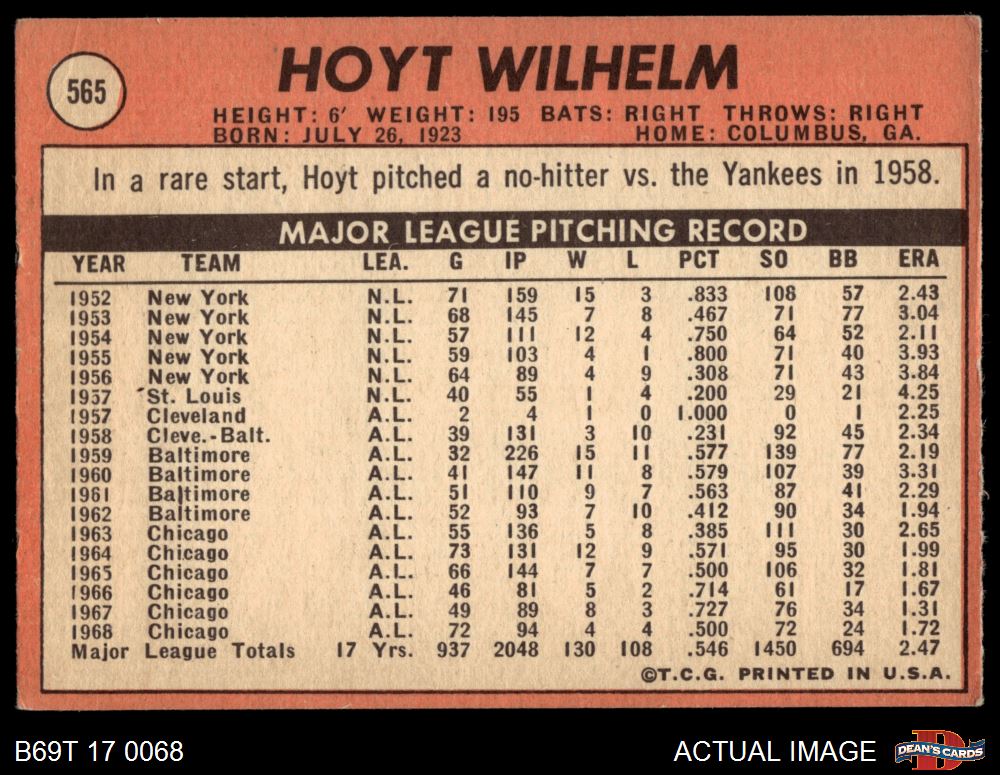 565
HOYT WILHELM
HEIGHT: 6' WEIGHT: 195 BATS: RIGHT THROWS: RIGHT
BORN: JULY 26, 1923 HOME: COLUMBUS, GA.
In a rare start, Hoyt pitched a no-hitter vs. the Yankees in 1958.
MAJOR LEAGUE PITCHING RECORD
YEAR TEAM LEA. G IP W L PCT SO BB ERA
1952 New York N.L. 71 159 15 3 .833 108 57 2.43
1953 New York N.L. 68 145 7 8 .467 71 77 3.04
1954 New York N.L. 57 111 12 4 .750 64 52 2.11
1955 New York N.L. 59 103 4 1 .800 71 40 3.93
1956 New York N.L. 64 89 4 9 .308 71 43 3.84
1957 St. Louis N.L. 40 55 1 4 .200 29 21 4.25
1957 Cleveland A.L. 2 4 1 0 1.000 0 1 2.25
1958 Cleve.-Balt. A.L. 39 131 3 10 .231 92 45 2.34
1959 Baltimore A.L. 32 226 15 11 .577 139 77 2.19
1960 Baltimore A.L. 41 147 11 8 .579 107 39 3.31
1961 Baltimore A.L. 51 110 9 7 .563 87 41 2.29
1962 Baltimore A.L. 52 93 7 10 .412 90 34 1.94
1963 Chicago A.L. 55 136 5 8 .385 111 30 2.65
1964 Chicago A.L. 73 131 12 9 .571 95 30 1.99
1965 Chicago A.L. 66 144 7 7 .500 106 32 1.81
1966 Chicago A.L. 46 81 5 2 .714 61 17 1.67
1967 Chicago A.L. 49 89 8 3 .727 76 34 1.31
1968 Chicago A.L. 72 94 4 4 .500 72 24 1.72
Major League Totals 17 Yrs. 937 2048 130 108 .546 1450 694 2.47
©T.C.G. PRINTED IN U.S.A.
B69T 17 0068 ACTUAL IMAGE DEAN'S CARDS